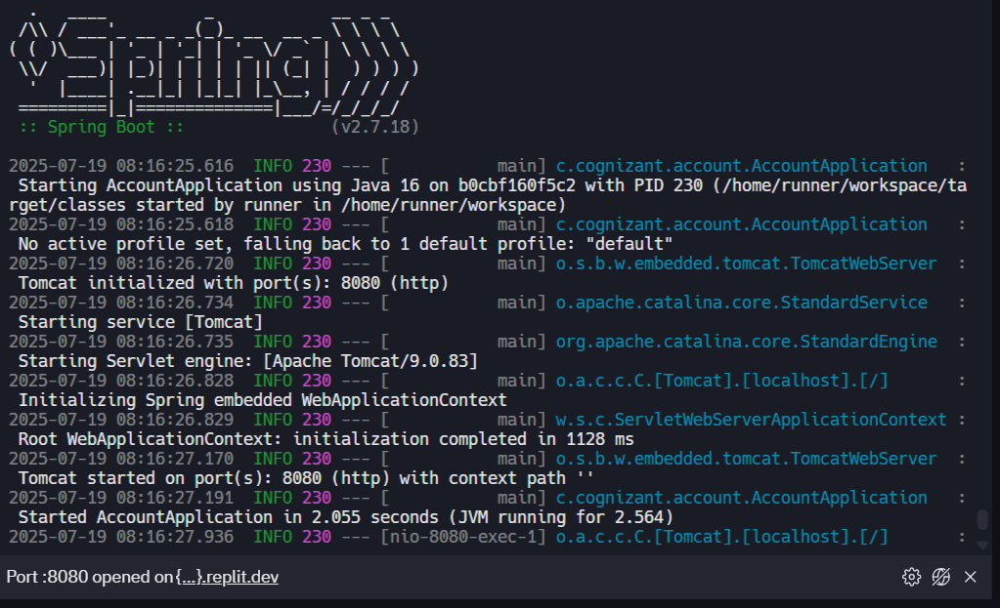 .   ____          _            __ _ _
 /\\ / ___'_ __ _ _(_)_ __  __ _ \ \ \ \
( ( )\___ | '_ | '_| | '_ \/ _` | \ \ \ \
 \\/  ___)| |_)| | | | | || (_| |  ) ) ) )
  '  |____| .__|_| |_|_| |_\__, | / / / /
 =========|_|==============|___/=/_/_/_/
 :: Spring Boot ::               (v2.7.18)
2025-07-19 08:16:25.616  INFO 230 --- [           main] c.cognizant.account.AccountApplication   :
 Starting AccountApplication using Java 16 on b0cbf160f5c2 with PID 230 (/home/runner/workspace/ta
rget/classes started by runner in /home/runner/workspace)
2025-07-19 08:16:25.618  INFO 230 --- [           main] c.cognizant.account.AccountApplication   :
 No active profile set, falling back to 1 default profile: "default"
2025-07-19 08:16:26.720  INFO 230 --- [           main] o.s.b.w.embedded.tomcat.TomcatWebServer  :
 Tomcat initialized with port(s): 8080 (http)
2025-07-19 08:16:26.734  INFO 230 --- [           main] o.apache.catalina.core.StandardService   :
 Starting service [Tomcat]
2025-07-19 08:16:26.735  INFO 230 --- [           main] org.apache.catalina.core.StandardEngine  :
 Starting Servlet engine: [Apache Tomcat/9.0.83]
2025-07-19 08:16:26.828  INFO 230 --- [           main] o.a.c.c.C.[Tomcat].[localhost].[/]       :
 Initializing Spring embedded WebApplicationContext
2025-07-19 08:16:26.829  INFO 230 --- [           main] w.s.c.ServletWebServerApplicationContext :
 Root WebApplicationContext: initialization completed in 1128 ms
2025-07-19 08:16:27.170  INFO 230 --- [           main] o.s.b.w.embedded.tomcat.TomcatWebServer  :
 Tomcat started on port(s): 8080 (http) with context path ''
2025-07-19 08:16:27.191  INFO 230 --- [           main] c.cognizant.account.AccountApplication   :
 Started AccountApplication in 2.055 seconds (JVM running for 2.564)
2025-07-19 08:16:27.936  INFO 230 --- [nio-8080-exec-1] o.a.c.c.C.[Tomcat].[localhost].[/]       :
Port :8080 opened on {...}.replit.dev